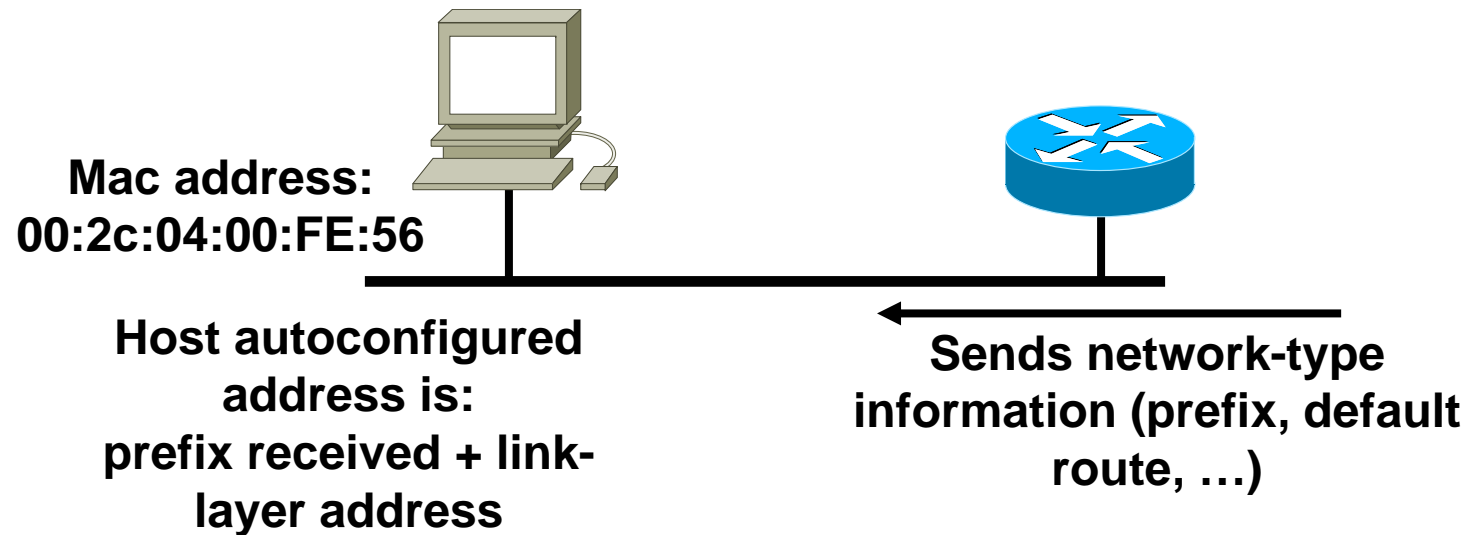 Mac address:
00:2c:04:00:FE:56
Host autoconfigured
address is:
prefix received + link-
layer address
Sends network-type
information (prefix, default
route, …)